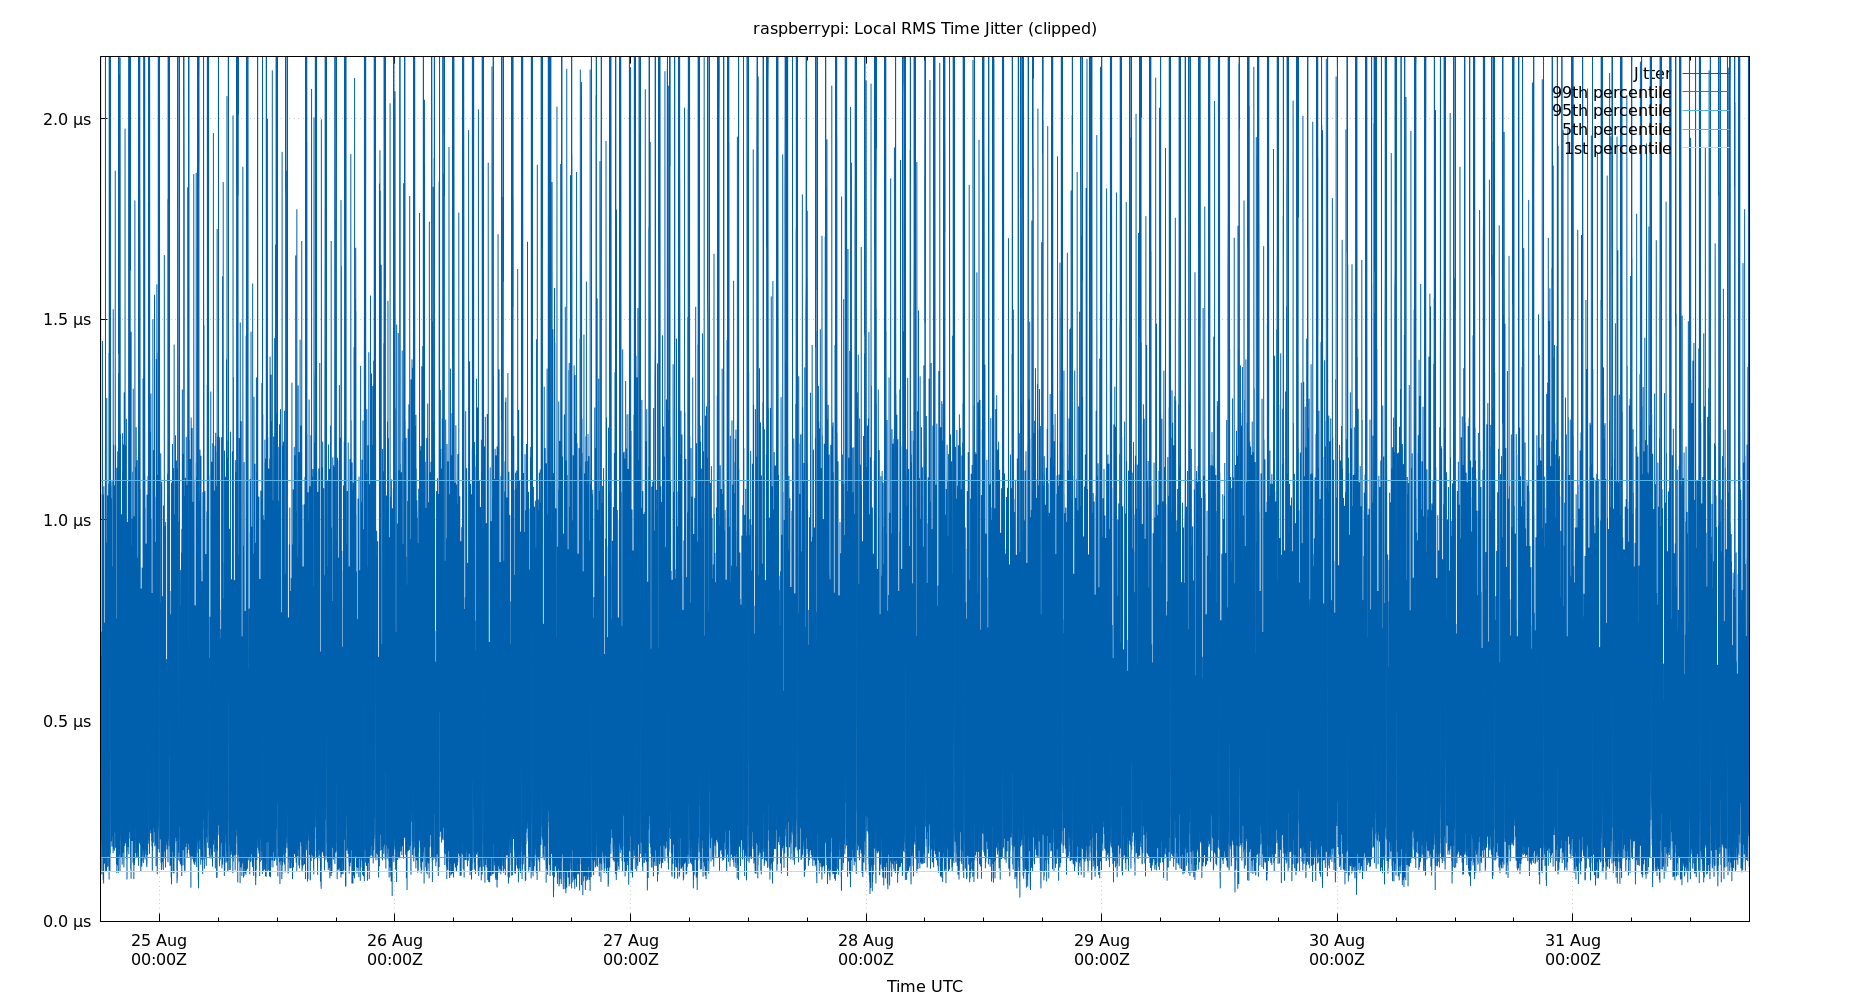 raspberrypi: Local RMS Time Jitter (clipped)
Jitter
99th percentile
95th percentile
5th percentile
1st percentile
2.0 µs
1.5 µs
1.0 µs
0.5 µs
0.0 µs
25 Aug
00:00Z
26 Aug
00:00Z
27 Aug
00:00Z
28 Aug
00:00Z
29 Aug
00:00Z
30 Aug
00:00Z
31 Aug
00:00Z
Time UTC